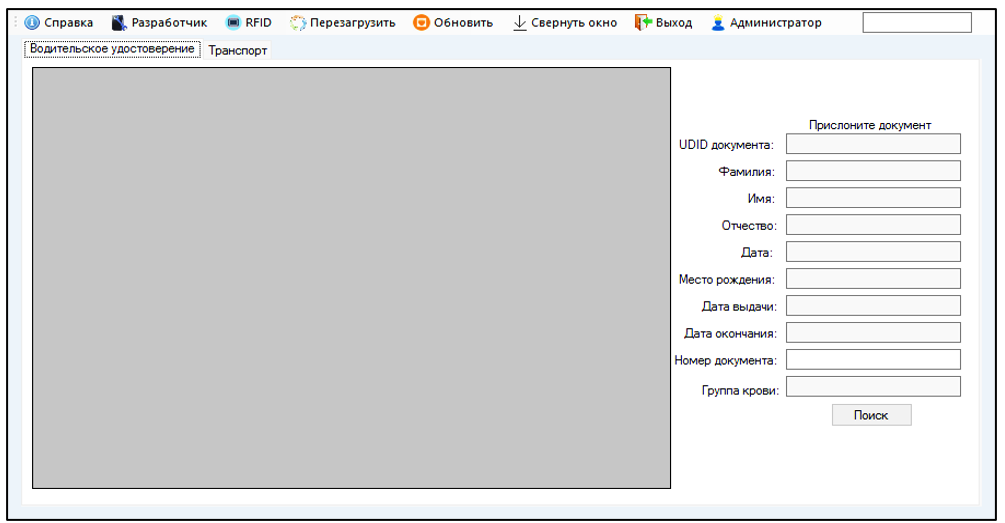 Справка Разработчик RFID Перезагрузить Обновить Свернуть окно Выход Администратор
Водительское удостоверение Транспорт
Прислоните документ
UDID документа:
Фамилия:
Имя:
Отчество:
Дата:
Место рождения:
Дата выдачи:
Дата окончания:
Номер документа:
Группа крови:
Поиск